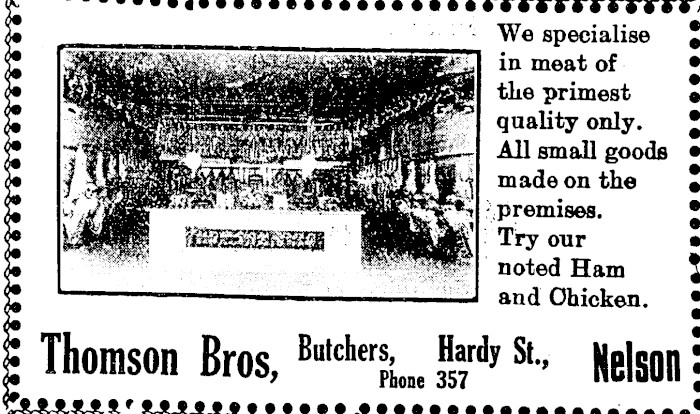 We specialise
in meat of
the primest
quality only.
All small goods
made on the
premises.
Try our
noted Ham
and Chicken.
Thomson Bros, Butchers, Hardy St., Nelson
Phone 357